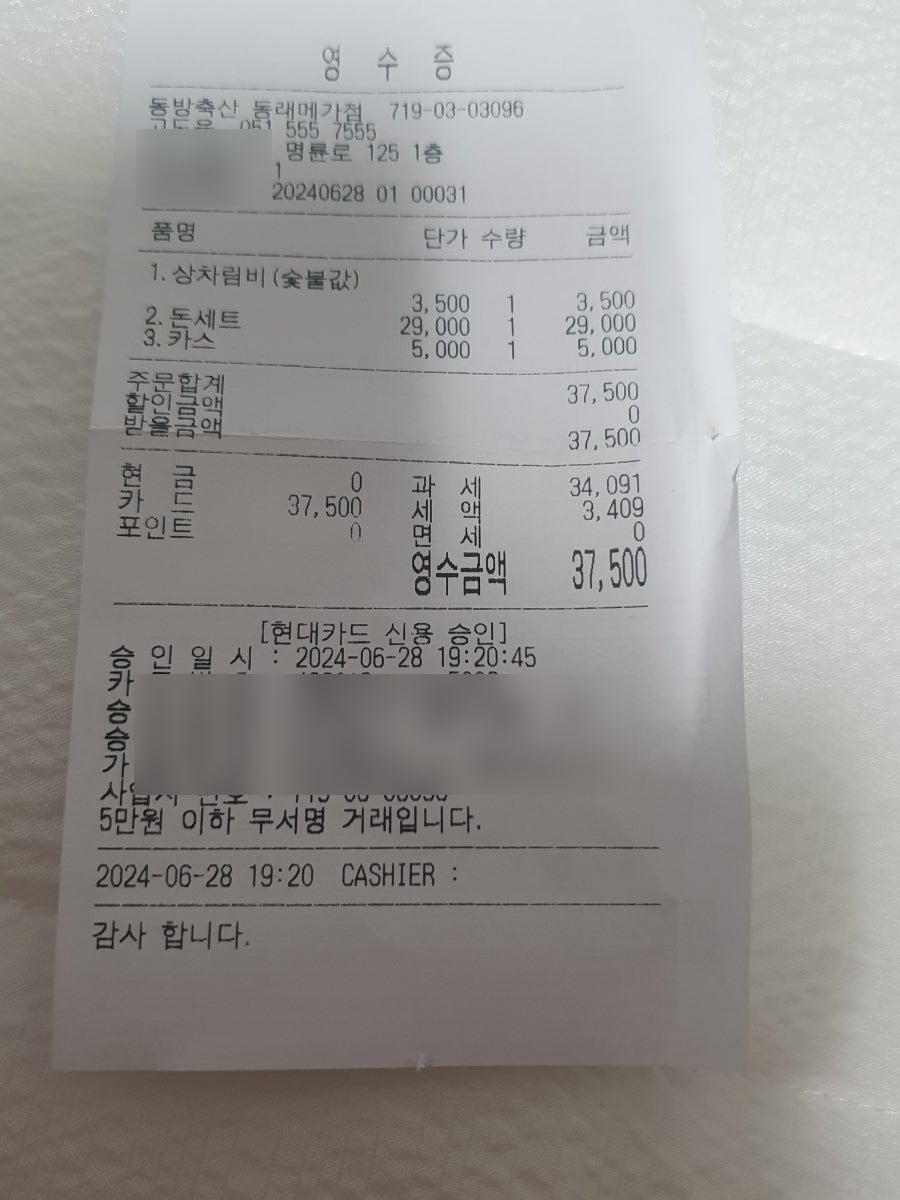 영 수 증
동방축산 동래메가점 719-03-03096
051 555 7555
명륜로 125 1층
1
20240628 01 00031
품명 단가 수량 금액
1.상차림비(숯불값)
3,500 1 3,500
2.돈세트 29,000 1 29,000
3.카스 5,000 1 5,000
주문합계 37,500
할인금액 0
받을금액 37,500
현 금 0 과 세 34,091
카 드 37,500 세 액 3,409
포인트 0 면 세 0
영수금액 37,500
[현대카드 신용 승인]
승 인 일 시 : 2024-06-28 19:20:45
카
승
승
가
5만원 이하 무서명 거래입니다.
2024-06-28 19:20 CASHIER :
감사 합니다.